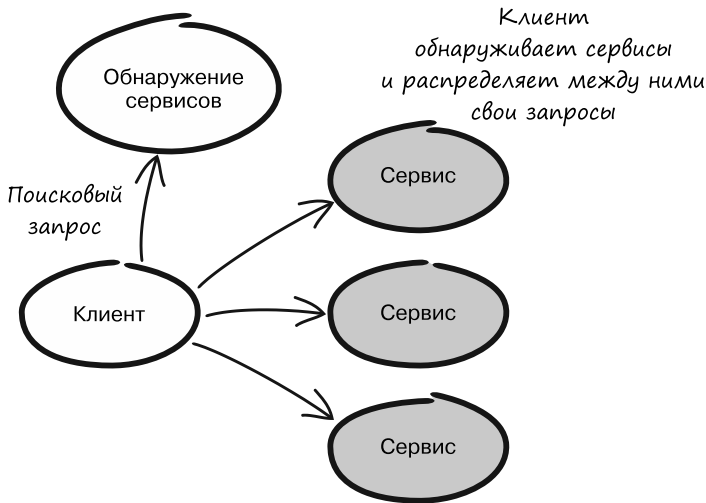 Клиент
обнаруживает сервисы
и распределяет между ними
свои запросы
Обнаружение
сервисов
Поисковый
запрос
Клиент
Сервис
Сервис
Сервис